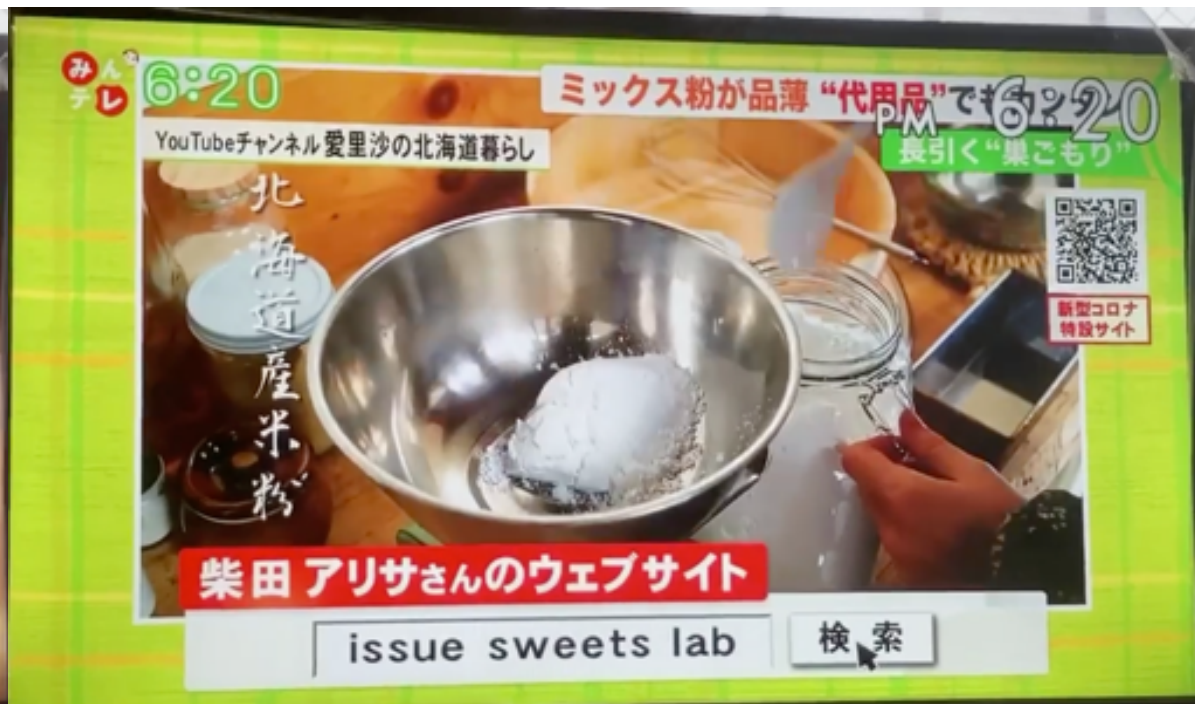 みんテレ
6:20
ミックス粉が品薄 “代用品”でもカンタン
PM 6:20
長引く“巣ごもり”
YouTubeチャンネル 愛里沙の北海道暮らし
北海道産米粉
新型コロナ
特設サイト
柴田 アリサさんのウェブサイト
issue sweets lab
検索